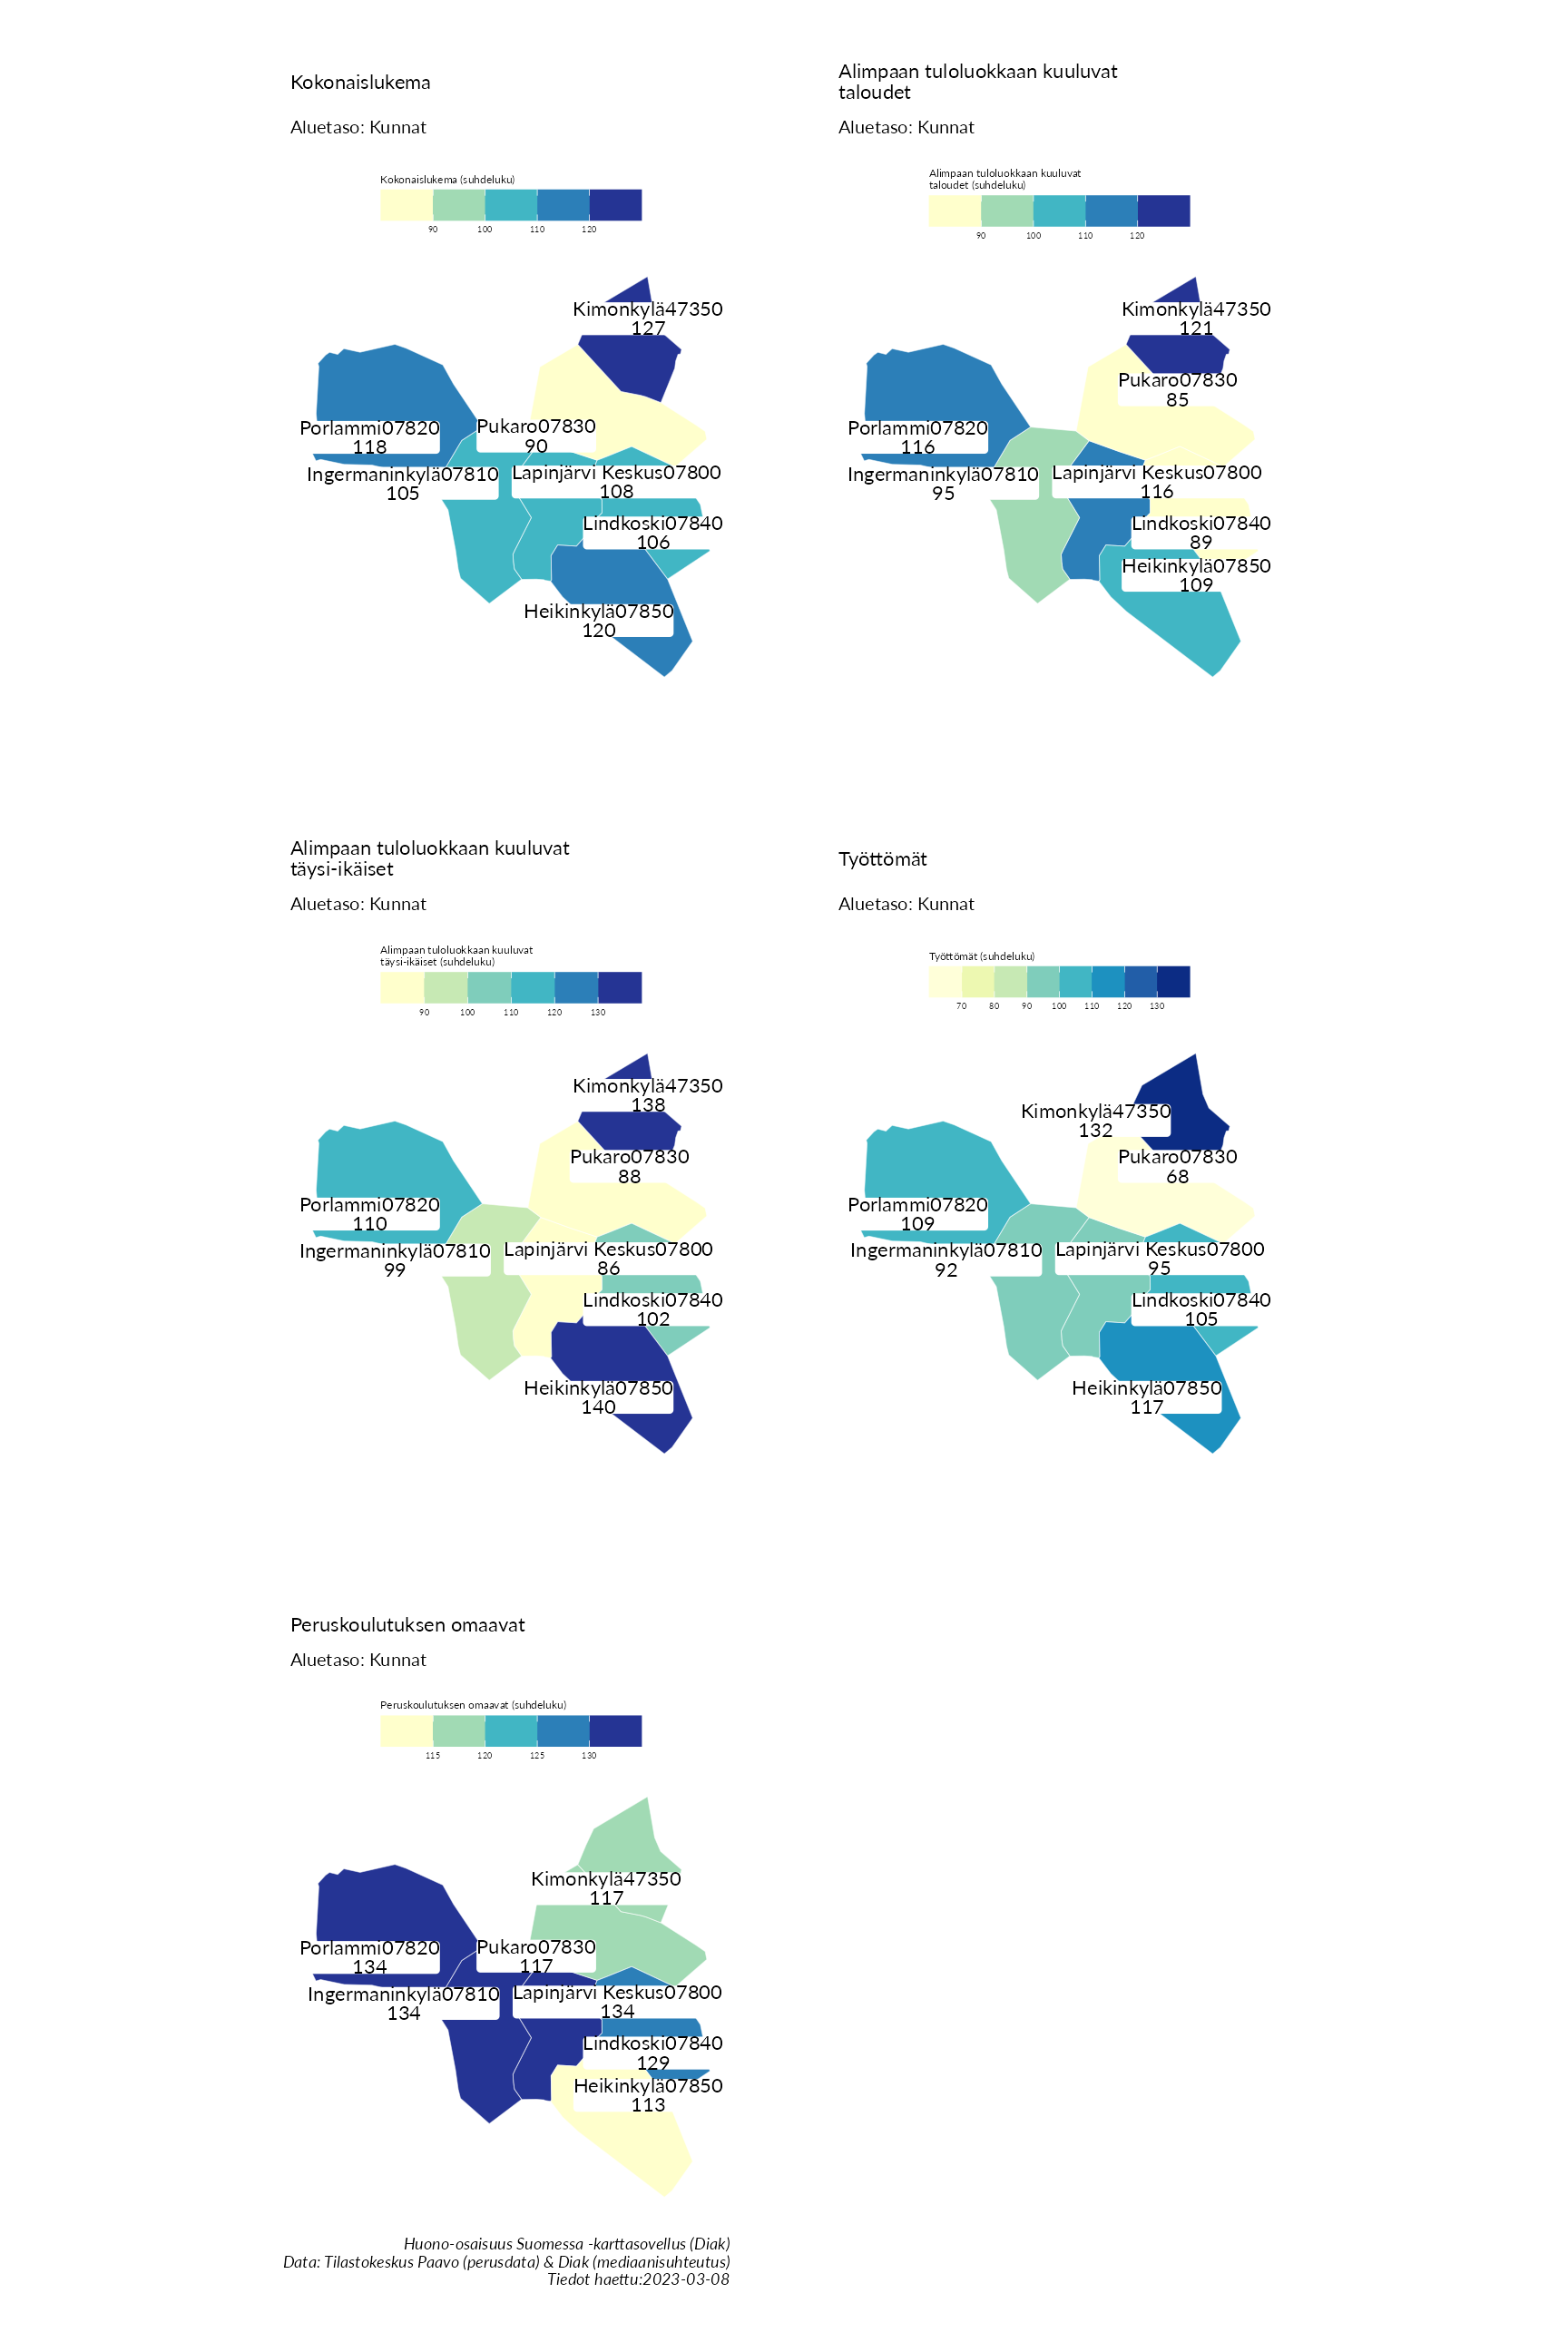 Kokonaislukema
Aluetaso: Kunnat
Kokonaislukema (suhdeluku)
90 100 110 120
Kimonkylä47350
127
Porlammi07820
118
Pukaro07830
90
Ingermaninkylä07810
105
Lapinjärvi Keskus07800
108
Lindkoski07840
106
Heikinkylä07850
120
Alimpaan tuloluokkaan kuuluvat
taloudet
Aluetaso: Kunnat
Alimpaan tuloluokkaan kuuluvat
taloudet (suhdeluku)
90 100 110 120
Kimonkylä47350
121
Pukaro07830
85
Porlammi07820
116
Ingermaninkylä07810
95
Lapinjärvi Keskus07800
116
Lindkoski07840
89
Heikinkylä07850
109
Alimpaan tuloluokkaan kuuluvat
täysi-ikäiset
Aluetaso: Kunnat
Alimpaan tuloluokkaan kuuluvat
täysi-ikäiset (suhdeluku)
90 100 110 120 130
Kimonkylä47350
138
Pukaro07830
88
Porlammi07820
110
Ingermaninkylä07810
99
Lapinjärvi Keskus07800
86
Lindkoski07840
102
Heikinkylä07850
140
Työttömät
Aluetaso: Kunnat
Työttömät (suhdeluku)
70 80 90 100 110 120 130
Kimonkylä47350
132
Pukaro07830
68
Porlammi07820
109
Ingermaninkylä07810
92
Lapinjärvi Keskus07800
95
Lindkoski07840
105
Heikinkylä07850
117
Peruskoulutuksen omaavat
Aluetaso: Kunnat
Peruskoulutuksen omaavat (suhdeluku)
115 120 125 130
Kimonkylä47350
117
Porlammi07820
134
Pukaro07830
117
Ingermaninkylä07810
134
Lapinjärvi Keskus07800
134
Lindkoski07840
129
Heikinkylä07850
113
Huono-osaisuus Suomessa -karttasovellus (Diak)
Data: Tilastokeskus Paavo (perusdata) & Diak (mediaanisuhteutus)
Tiedot haettu:2023-03-08